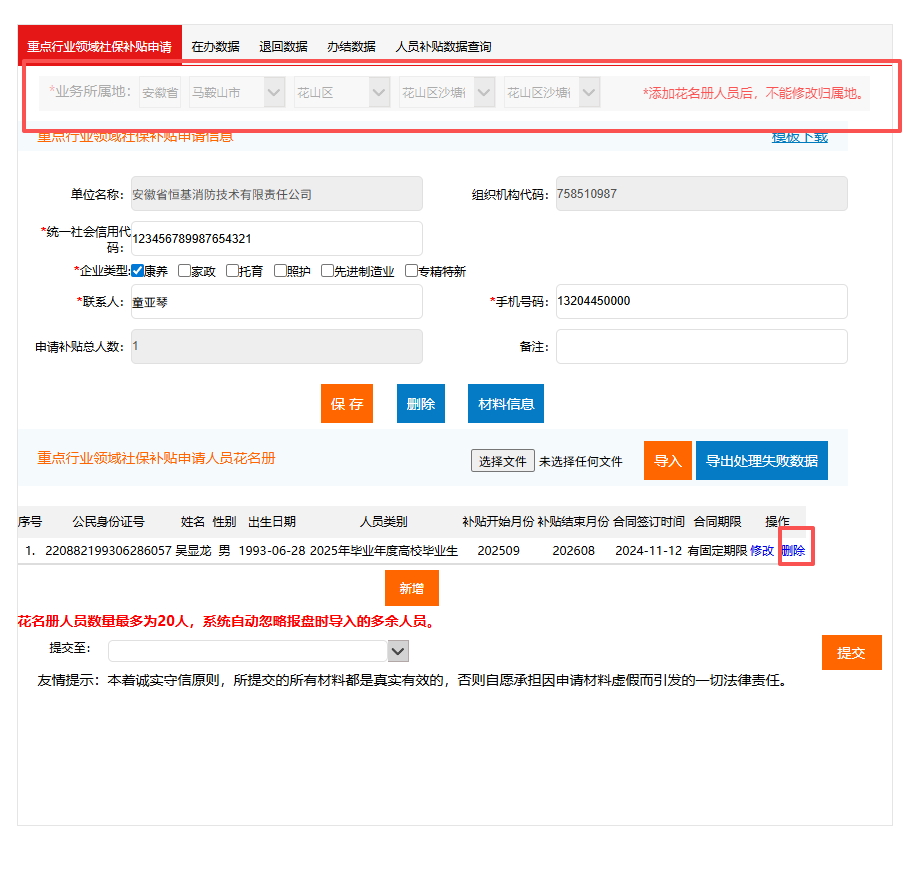 重点行业领域社保补贴申请 在办数据 退回数据 办结数据 人员补贴数据查询
*业务所属地: 安徽省 马鞍山市 花山区 花山区沙塘 花山区沙塘 *添加花名册人员后，不能修改归属地。
重点行业领域社保补贴申请信息 模板下载
单位名称: 安徽省恒基消防技术有限责任公司 组织机构代码: 758510987
*统一社会信用代码: 123456789987654321
*企业类型: 康养 家政 托育 照护 先进制造业 专精特新
*联系人: 童亚琴 *手机号码: 13204450000
申请补贴总人数: 1 备注:
保 存 删除 材料信息
重点行业领域社保补贴申请人员花名册 选择文件 未选择任何文件 导入 导出处理失败数据
序号 公民身份证号 姓名 性别 出生日期 人员类别 补贴开始月份 补贴结束月份 合同签订时间 合同期限 操作
1. 220882199306286057 吴显龙 男 1993-06-28 2025年毕业年度高校毕业生 202509 202608 2024-11-12 有固定期限 修改 删除
新增
花名册人员数量最多为20人，系统自动忽略报盘时导入的多余人员。
提交至: 提交
友情提示：本着诚实守信原则，所提交的所有材料都是真实有效的，否则自愿承担因申请材料虚假而引发的一切法律责任。